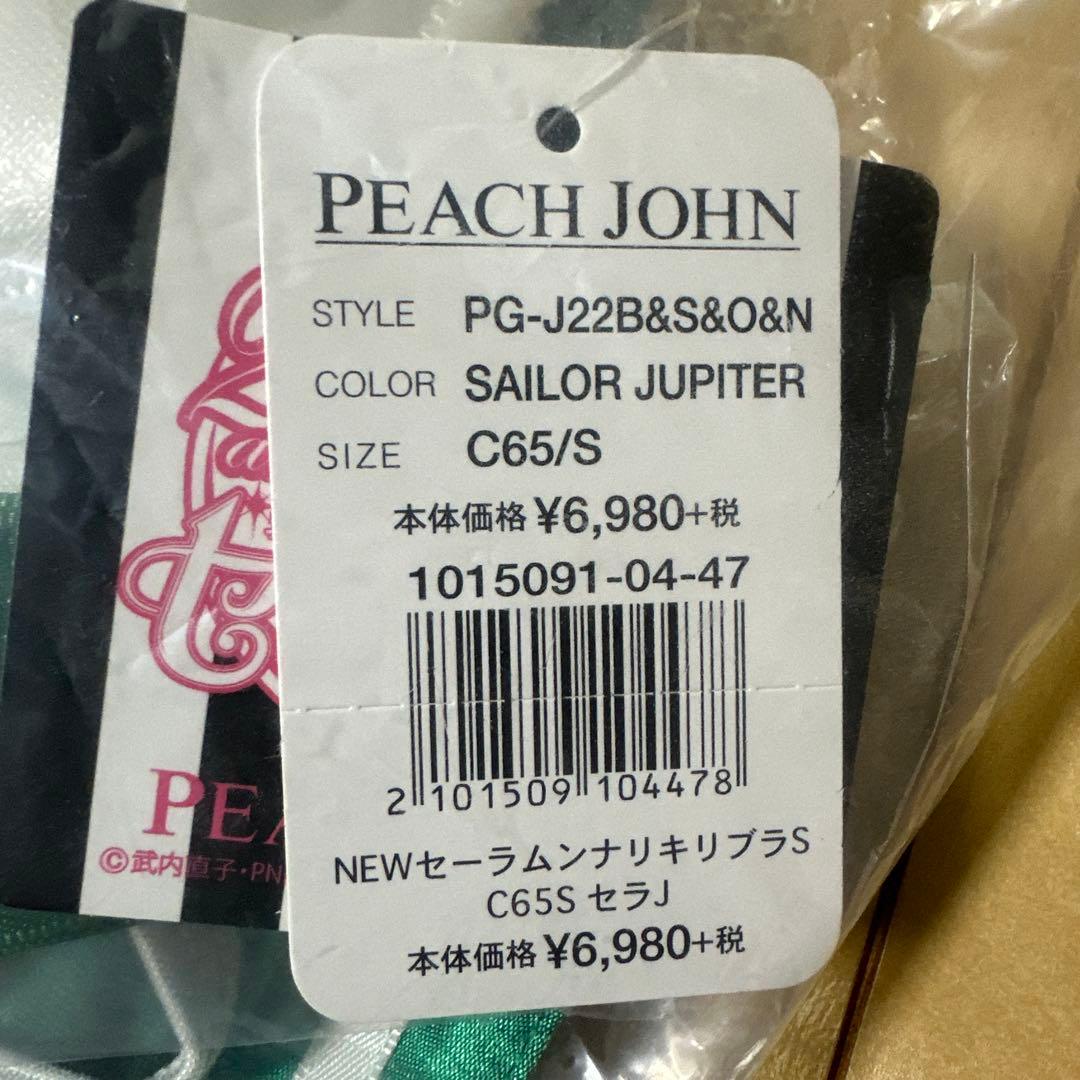 PEACH JOHN
STYLE PG-J22B&S&O&N
COLOR SAILOR JUPITER
SIZE C65/S
本体価格 ¥6,980+税
1015091-04-47
2 101509 104478
NEWセーラムンナリキリブラS
C65S セラJ
本体価格 ¥6,980+税
©武内直子・PN